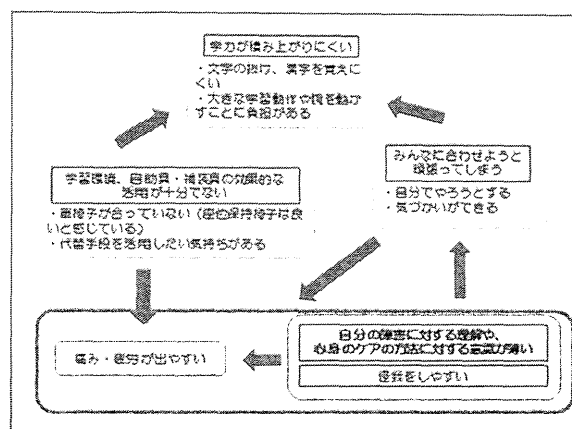 学力が積み上がりにくい
・文字の抜け、漢字を覚えに
くい
・大きな学習動作や腕を動か
すことに負担がある
みんなに合わせようと
頑張ってしまう
・自分でやろうとする
・気づかいができる
学習環境、自助具・補装具の効果的な
活用が十分でない
・車椅子が合っていない（座位保持椅子は良
いと感じている）
・代替手段を活用したい気持ちがある
自分の障害に対する理解や、
心身のケアの方法に対する意識が薄い
痛み・疲労が出やすい
怪我をしやすい